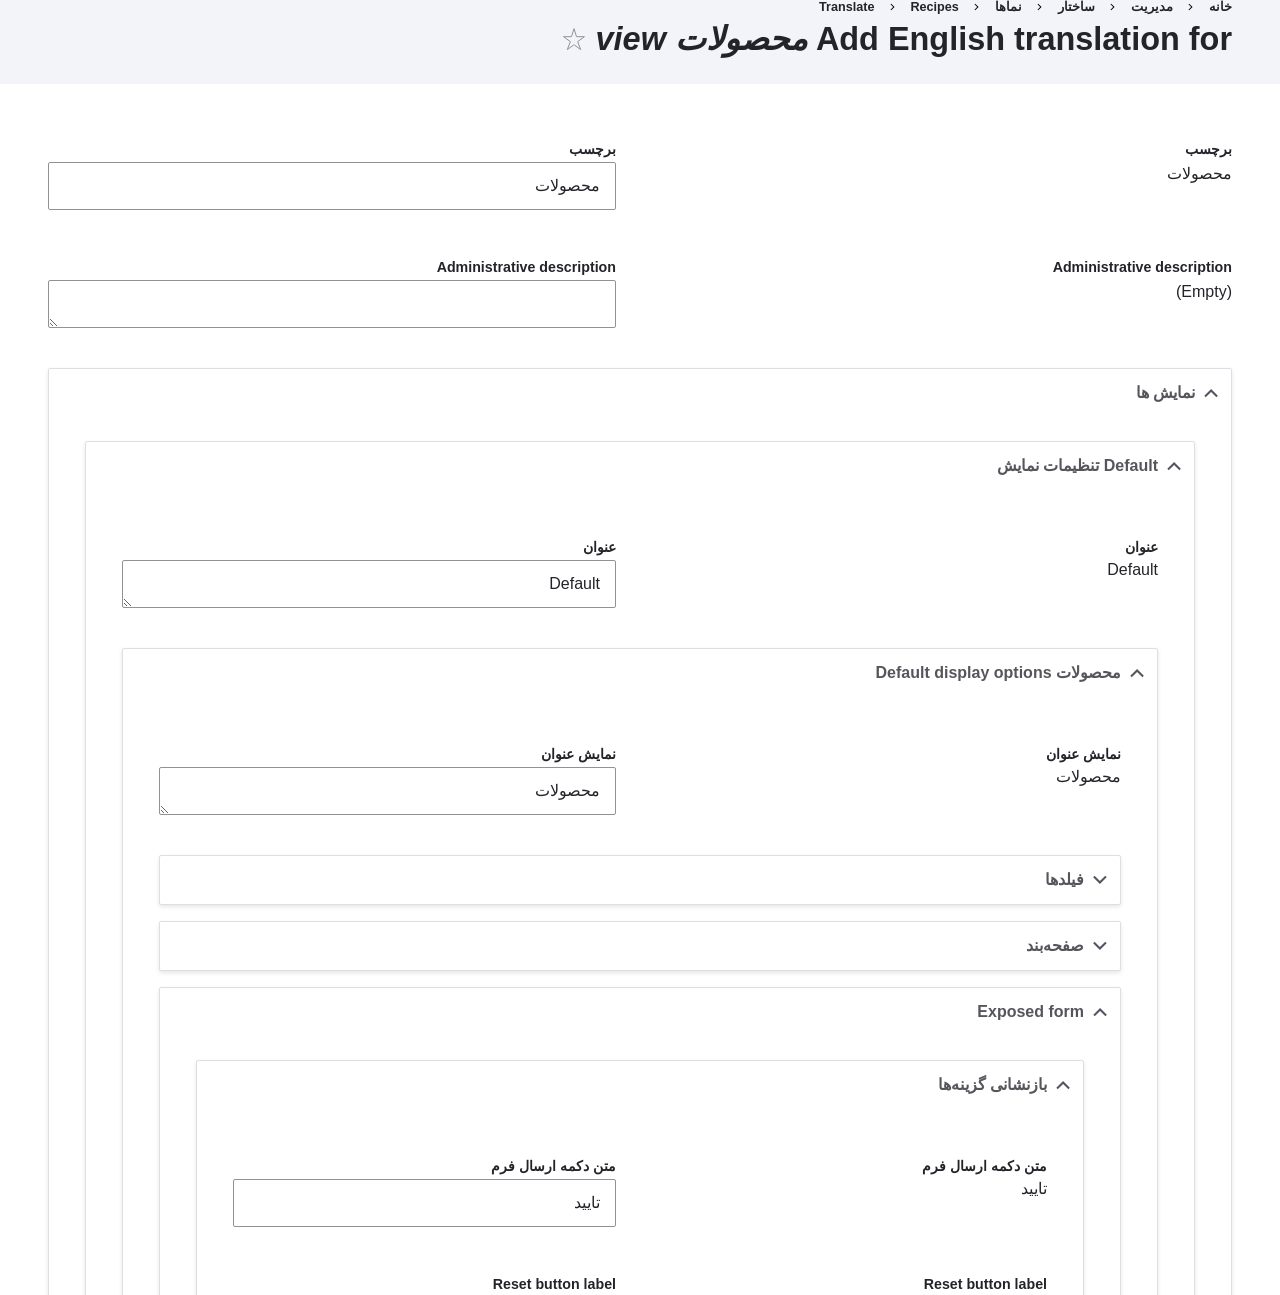 خانه › مدیریت › ساختار › نماها › Recipes › Translate
Add English translation for محصولات view ☆
برچسب
محصولات
برچسب
محصولات
Administrative description
(Empty)
Administrative description
نمایش ها
Default تنظیمات نمایش
عنوان
Default
عنوان
Default
محصولات Default display options
نمایش عنوان
محصولات
نمایش عنوان
محصولات
فیلدها
صفحه‌بند
Exposed form
بازنشانی گزینه‌ها
متن دکمه ارسال فرم
تایید
متن دکمه ارسال فرم
تایید
Reset button label
Reset button label